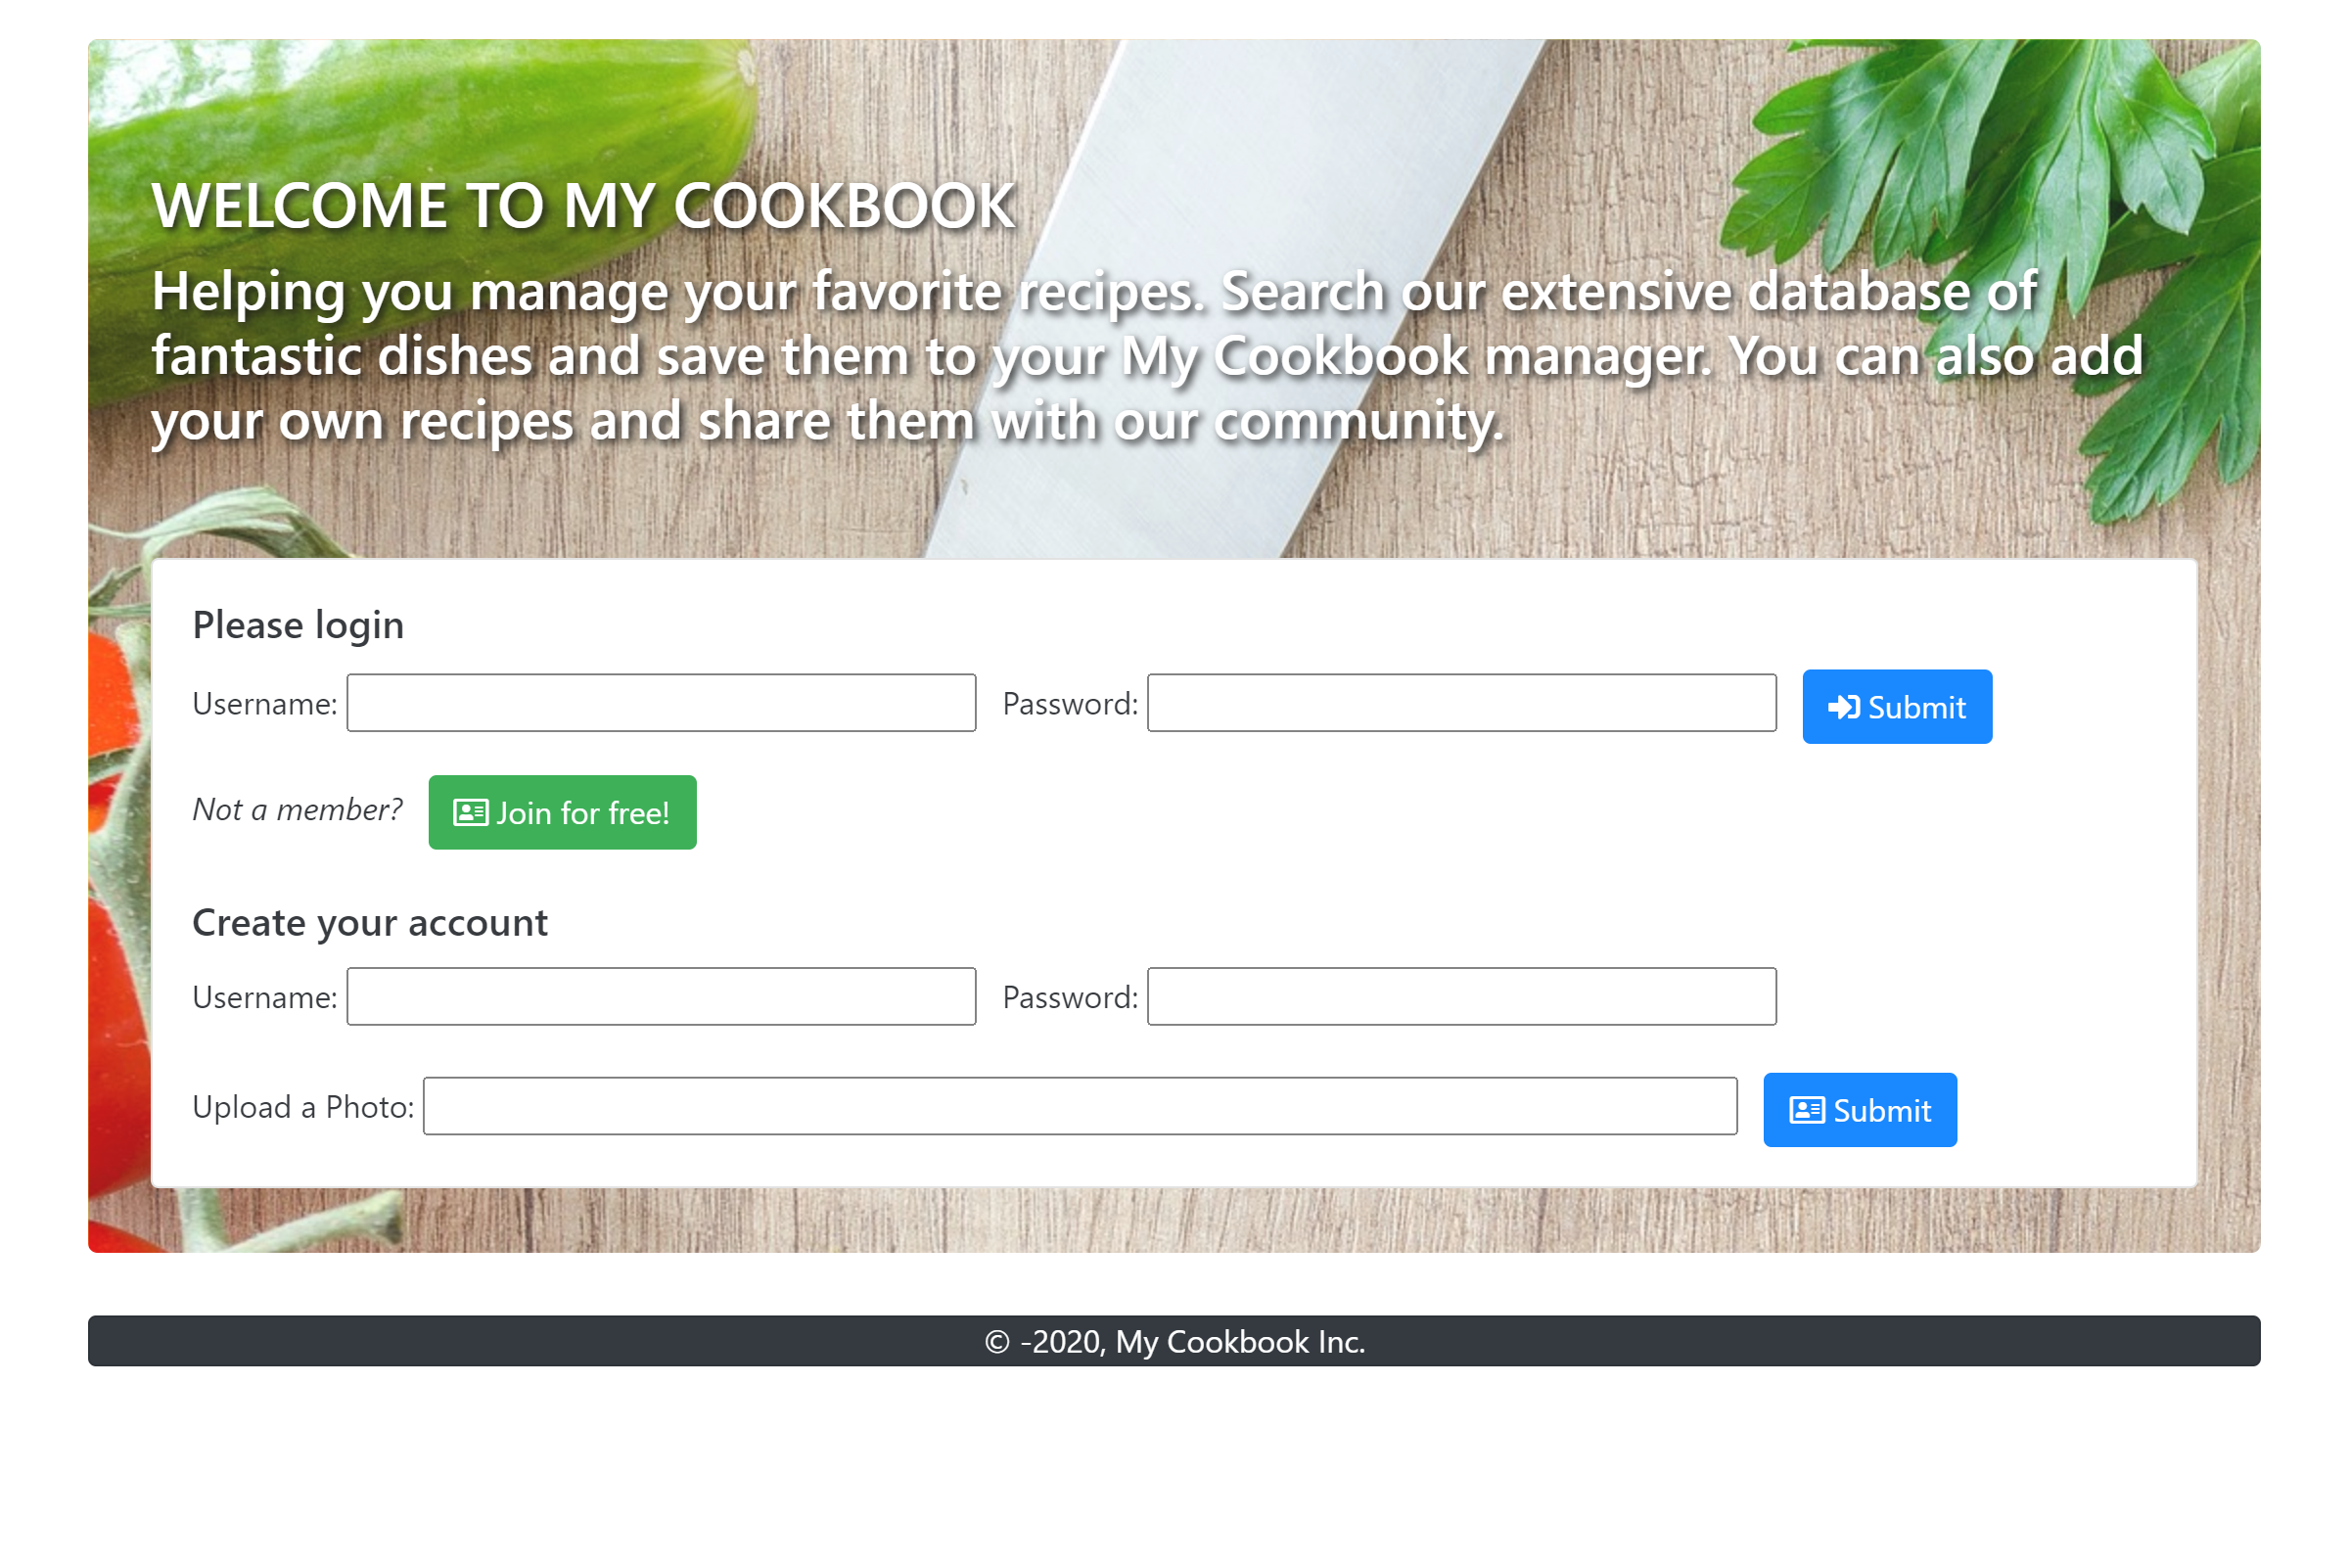 WELCOME TO MY COOKBOOK
Helping you manage your favorite recipes. Search our extensive database of
fantastic dishes and save them to your My Cookbook manager. You can also add
your own recipes and share them with our community.
Please login
Username: Password: Submit
Not a member? Join for free!
Create your account
Username: Password:
Upload a Photo: Submit
© -2020, My Cookbook Inc.